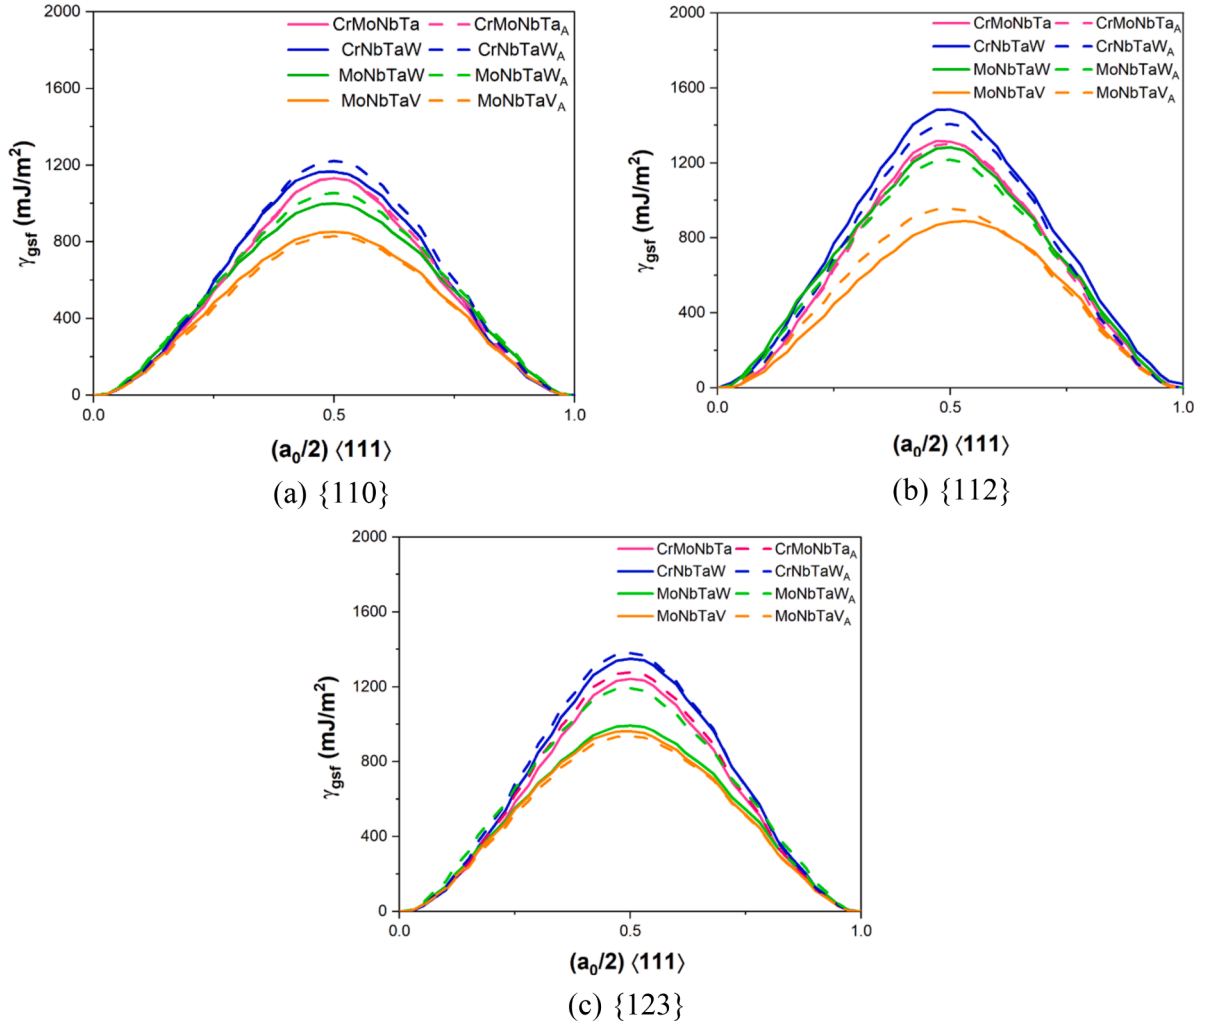 2000
1600
1200
800
400
0
γgsf (mJ/m2)
CrMoNbTa CrMoNbTaA
CrNbTaW CrNbTaWA
MoNbTaW MoNbTaWA
MoNbTaV MoNbTaVA
0.0 0.5 1.0
(a0/2) ⟨111⟩
(a) {110}
2000
1600
1200
800
400
0
γgsf (mJ/m2)
CrMoNbTa CrMoNbTaA
CrNbTaW CrNbTaWA
MoNbTaW MoNbTaWA
MoNbTaV MoNbTaVA
0.0 0.5 1.0
(a0/2) ⟨111⟩
(b) {112}
2000
1600
1200
800
400
0
γgsf (mJ/m2)
CrMoNbTa CrMoNbTaA
CrNbTaW CrNbTaWA
MoNbTaW MoNbTaWA
MoNbTaV MoNbTaVA
0.0 0.5 1.0
(a0/2) ⟨111⟩
(c) {123}